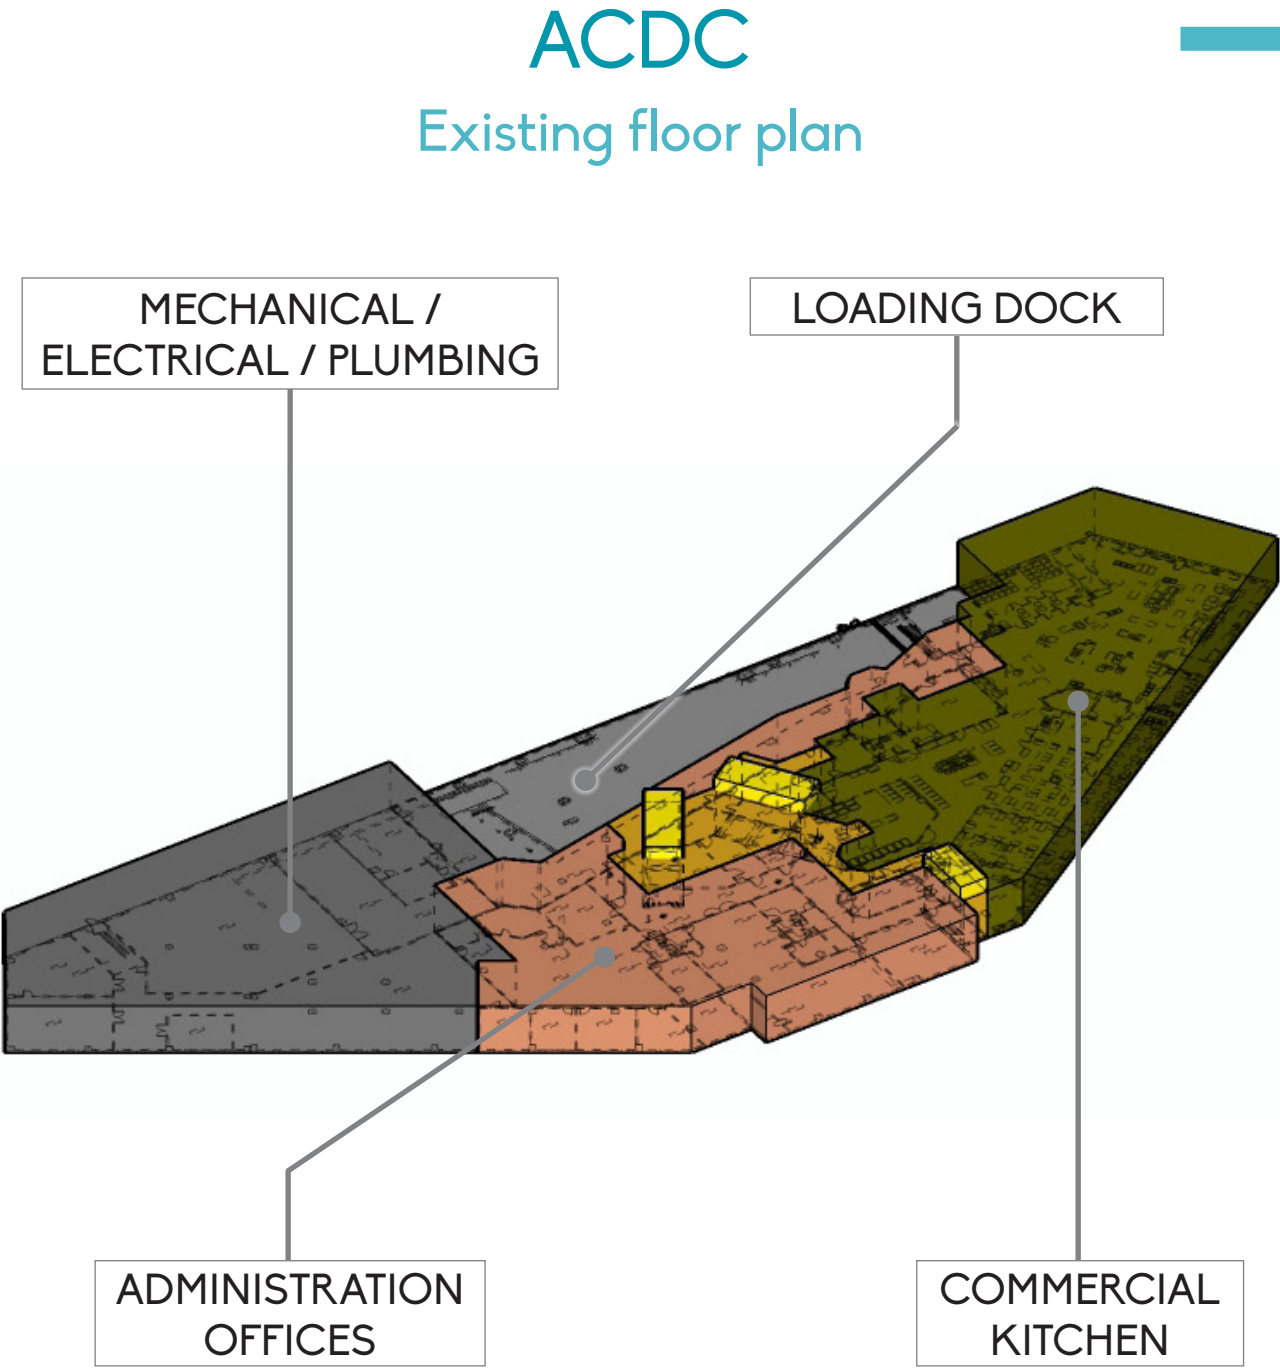 ACDC
Existing floor plan
MECHANICAL /
ELECTRICAL / PLUMBING
LOADING DOCK
ADMINISTRATION
OFFICES
COMMERCIAL
KITCHEN